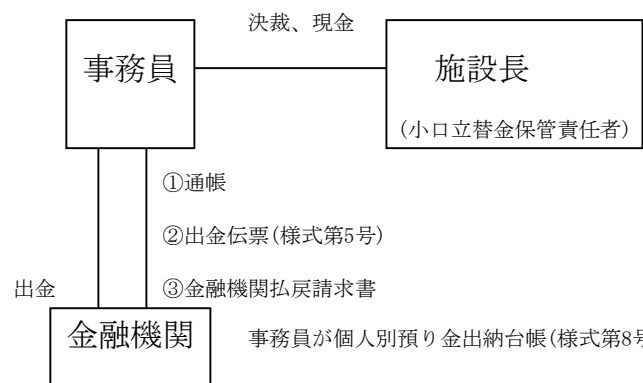 決裁、現金
事務員
施設長
(小口立替金保管責任者)
①通帳
②出金伝票(様式第5号)
出金
③金融機関払戻請求書
金融機関
事務員が個人別預り金出納台帳(様式第8号